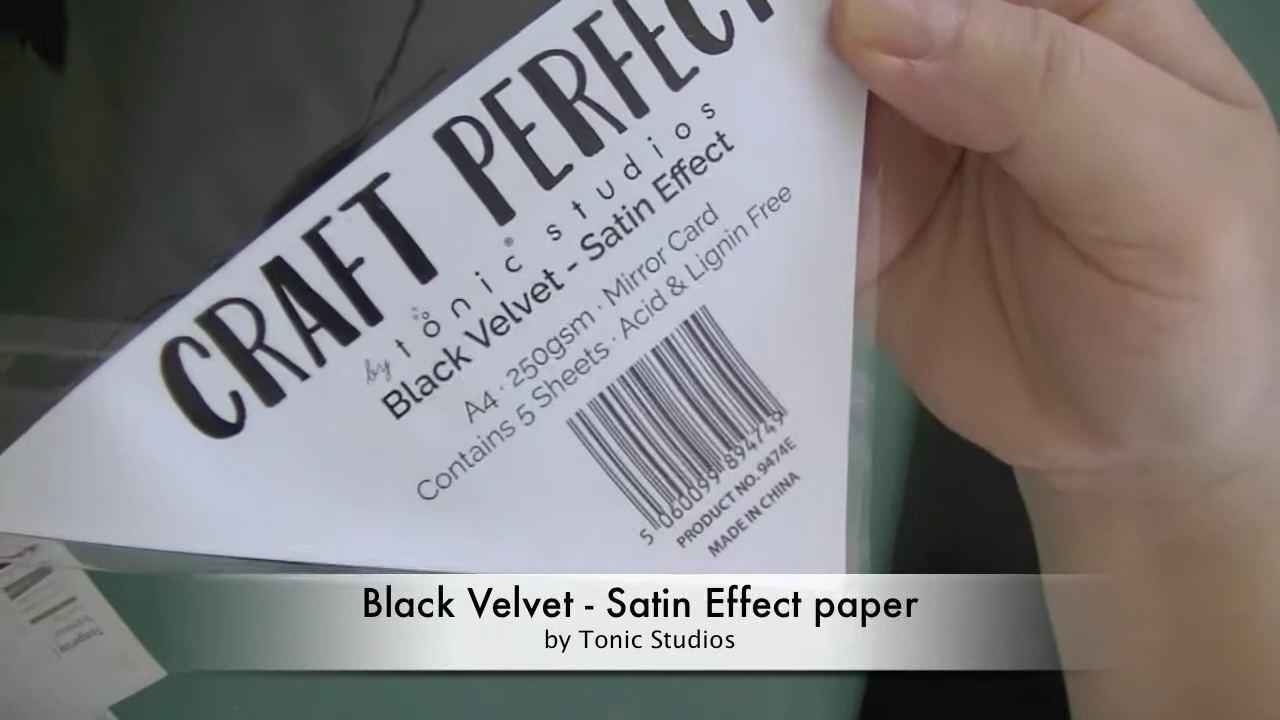 CRAFT PERFECT
by tonic® studios
Black Velvet - Satin Effect
A4 · 250gsm · Mirror Card
Contains 5 Sheets · Acid & Lignin Free
5 060099 894749
PRODUCT NO. 9474E
MADE IN CHINA
Black Velvet - Satin Effect paper
by Tonic Studios